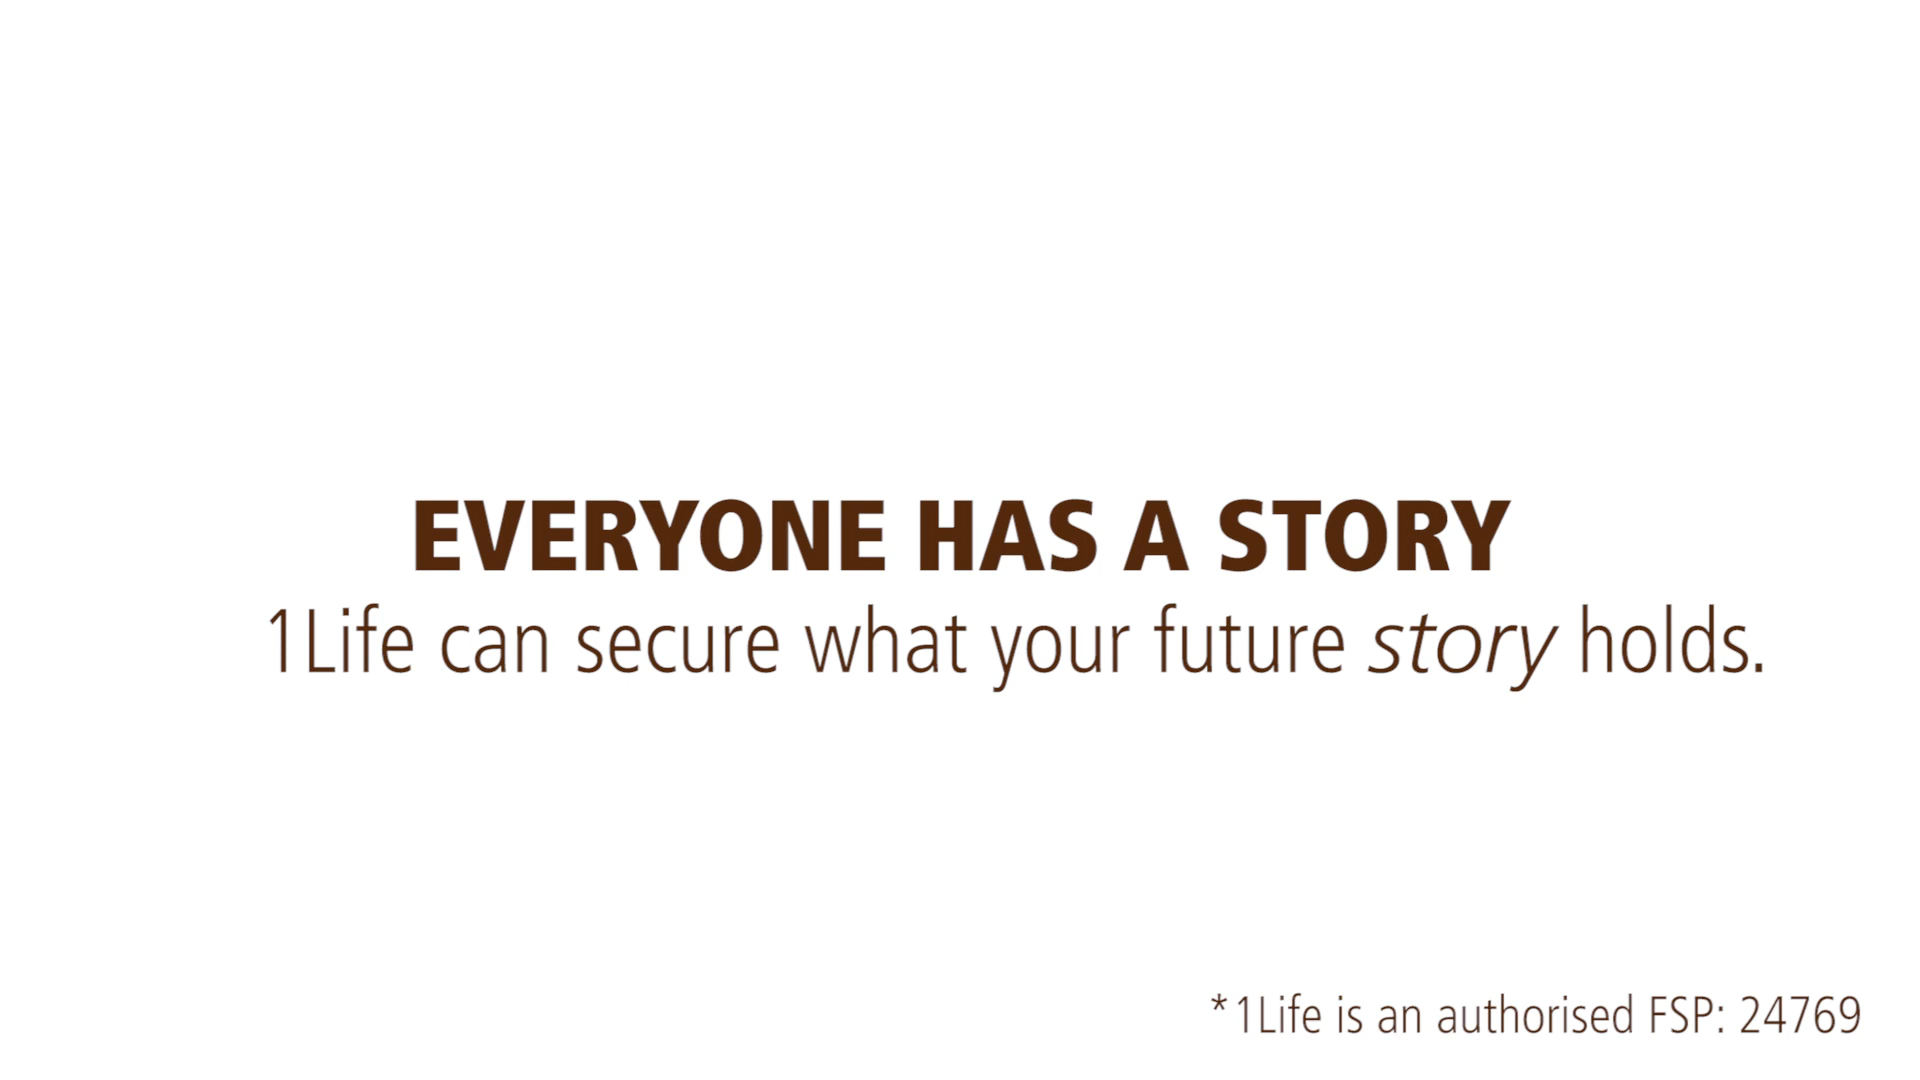 EVERYONE HAS A STORY
1Life can secure what your future story holds.
*1Life is an authorised FSP: 24769